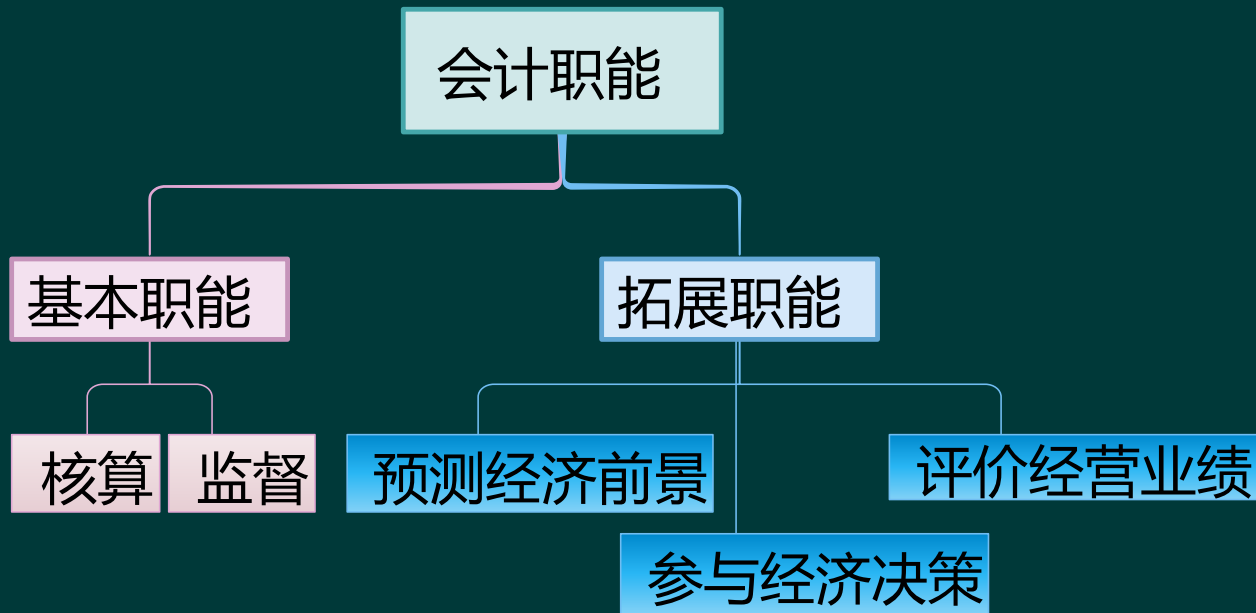 会计职能
基本职能
拓展职能
核算
监督
预测经济前景
评价经营业绩
参与经济决策